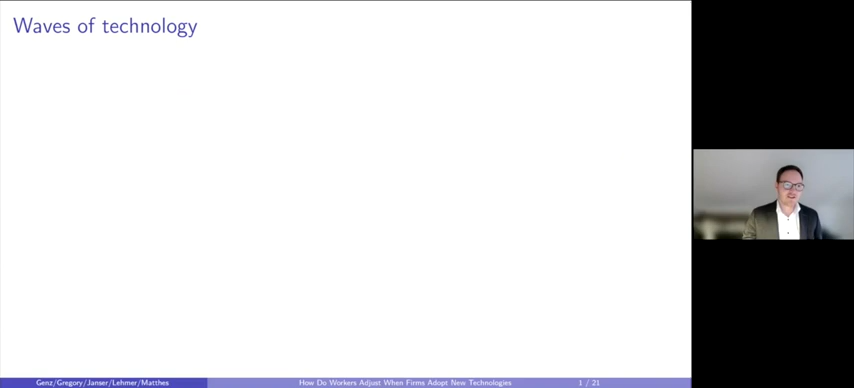 Waves of technology
Genz/Gregory/Janser/Lehmer/Matthes
How Do Workers Adjust When Firms Adopt New Technologies
1 / 21